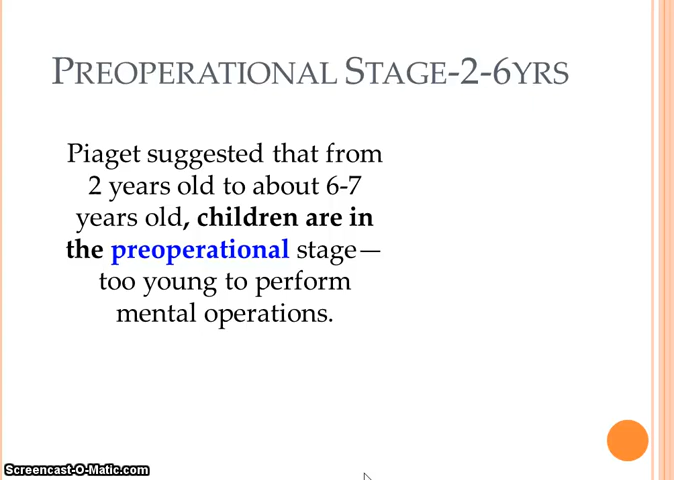 PREOPERATIONAL STAGE-2-6YRS
Piaget suggested that from
2 years old to about 6-7
years old, children are in
the preoperational stage—
too young to perform
mental operations.
Screencast-O-Matic.com